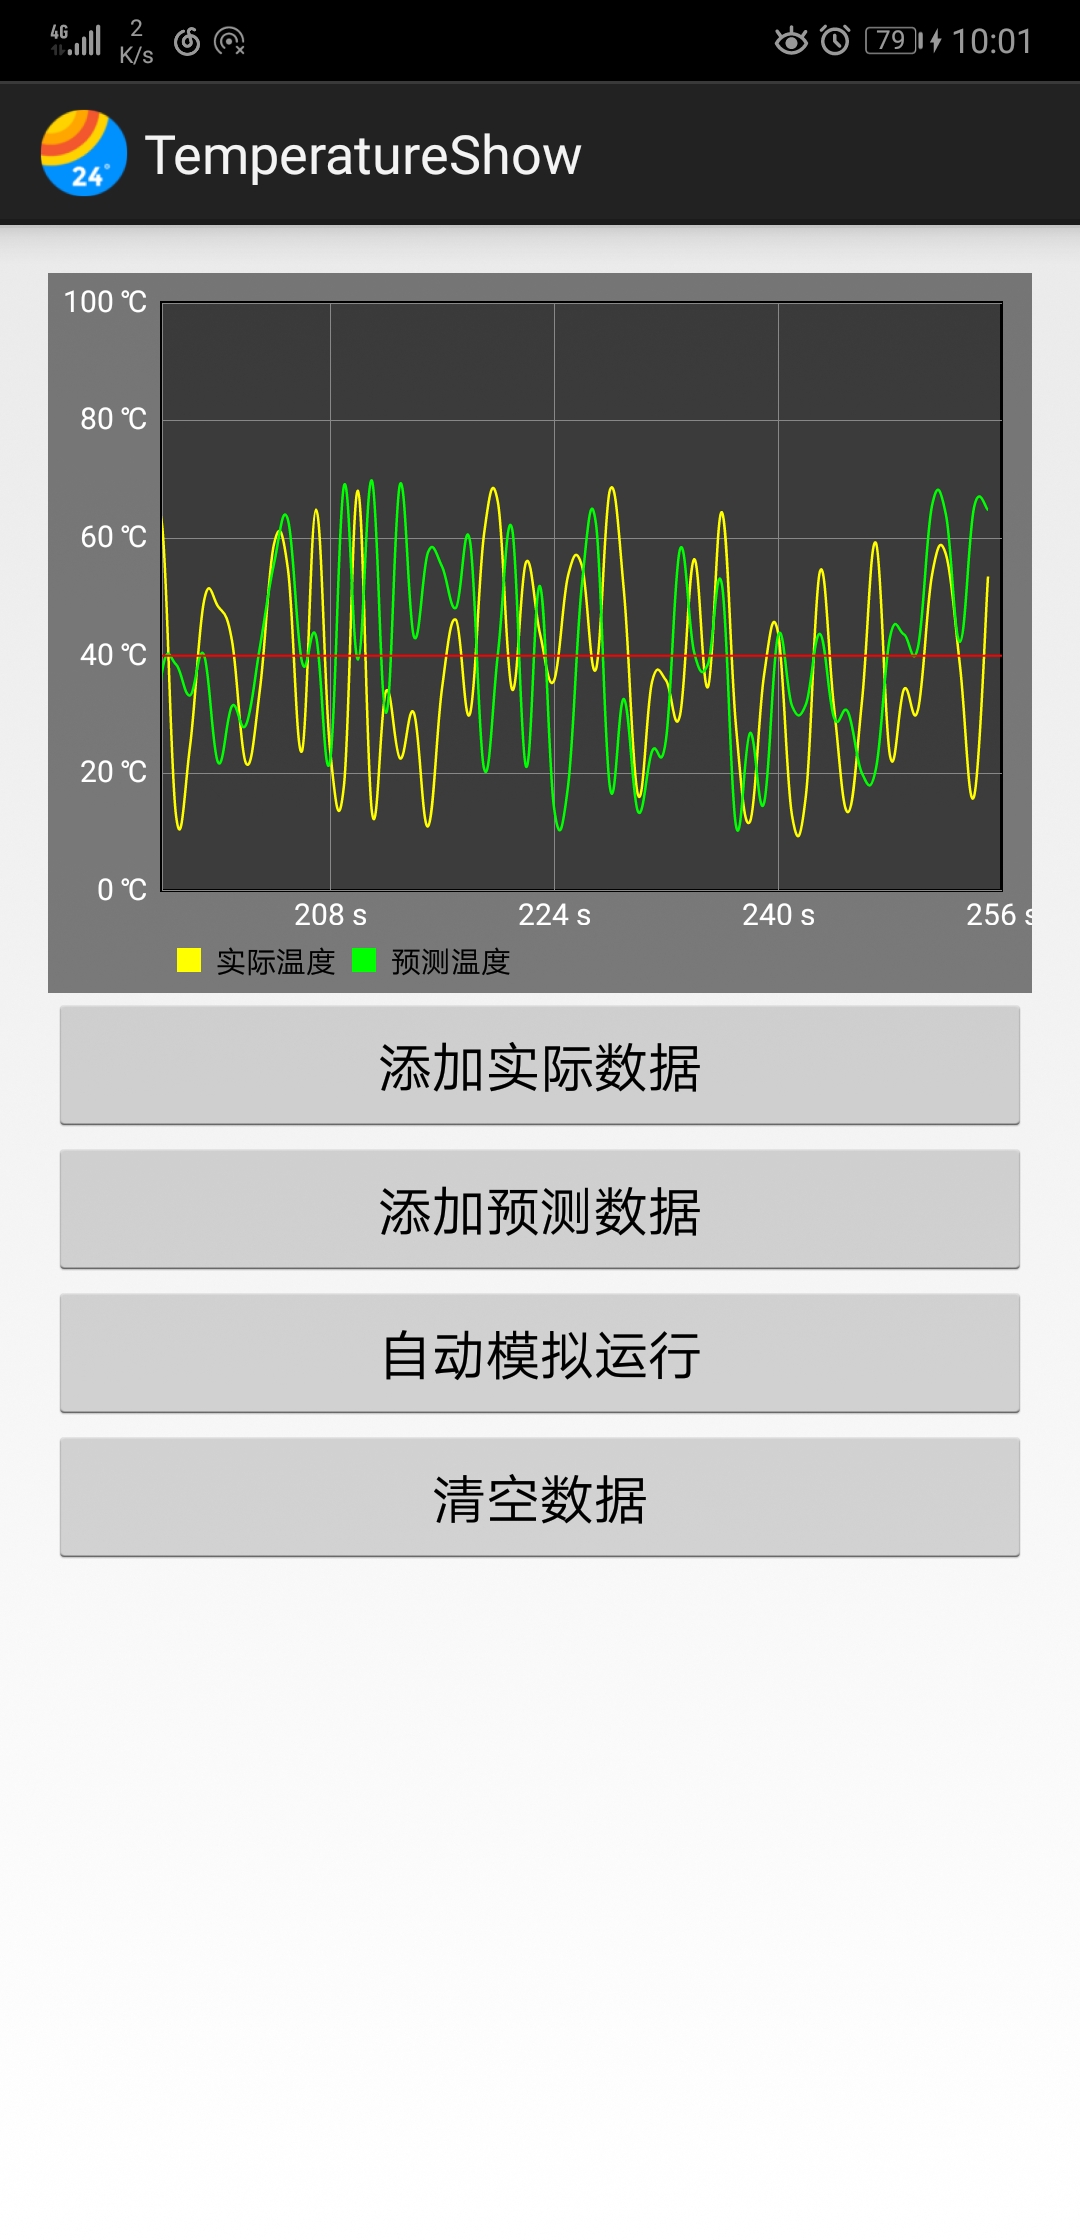 4G 2 K/s 79 10:01
24°
TemperatureShow
100 ℃
80 ℃
60 ℃
40 ℃
20 ℃
0 ℃
208 s 224 s 240 s 256 s
实际温度 预测温度
添加实际数据
添加预测数据
自动模拟运行
清空数据